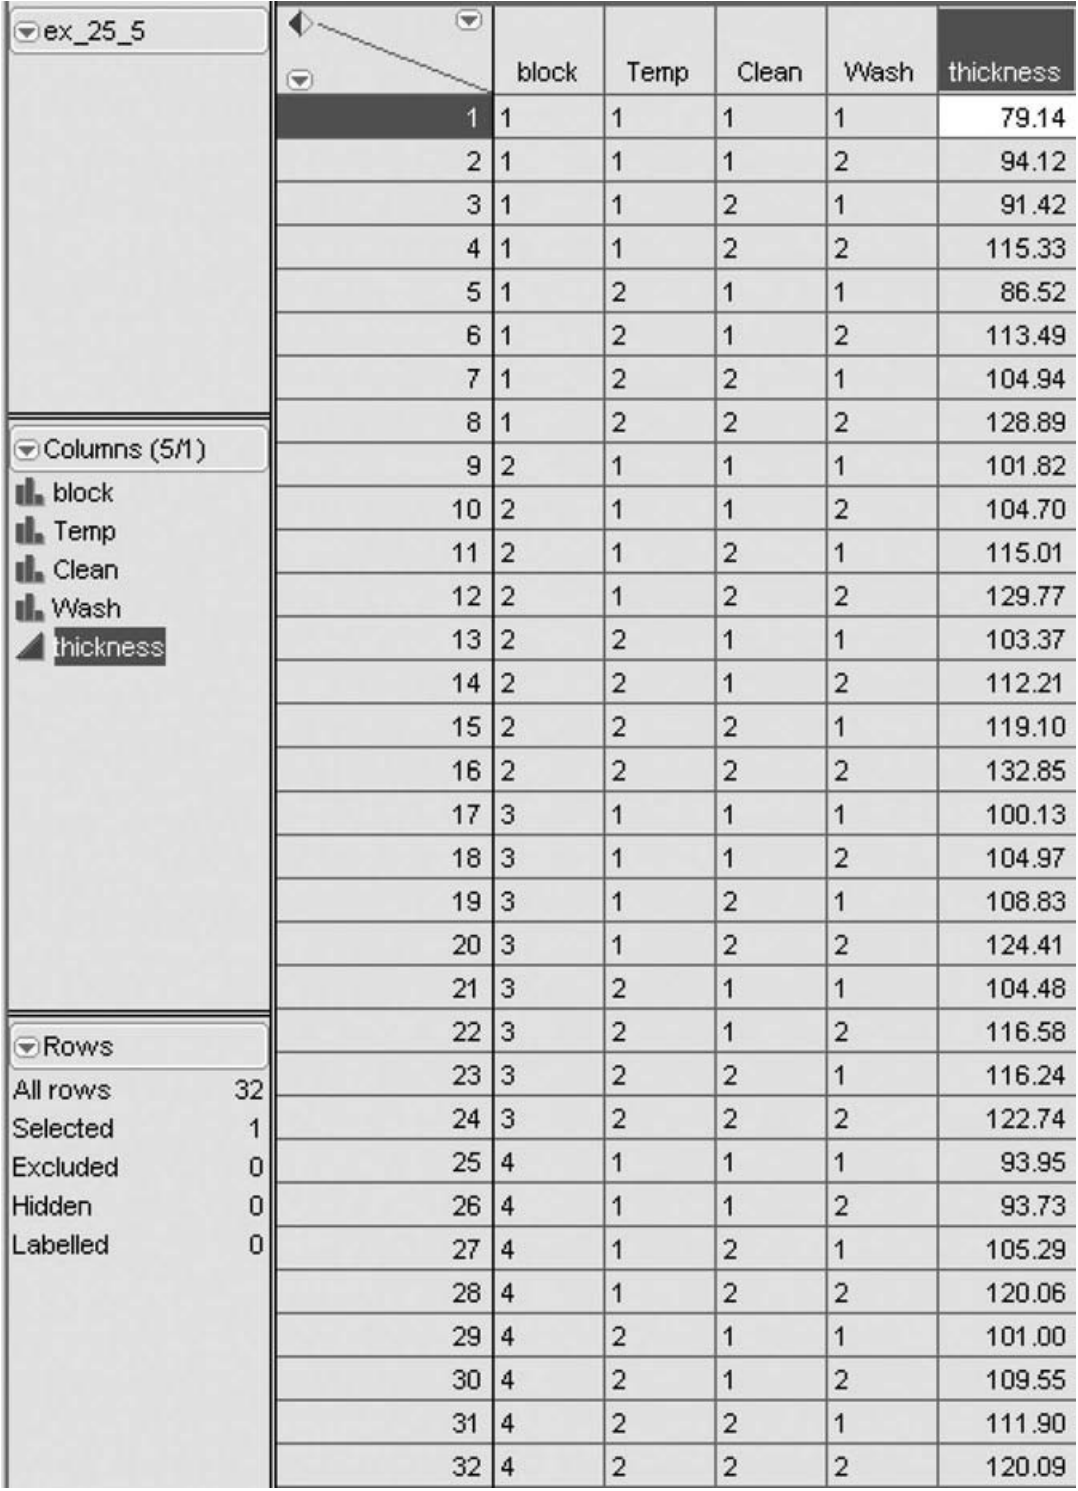 ex_25_5
Columns (5/1)
block
Temp
Clean
Wash
thickness
Rows
All rows 32
Selected 1
Excluded 0
Hidden 0
Labelled 0
block Temp Clean Wash thickness
1 1 1 1 1 79.14
2 1 1 1 2 94.12
3 1 1 2 1 91.42
4 1 1 2 2 115.33
5 1 2 1 1 86.52
6 1 2 1 2 113.49
7 1 2 2 1 104.94
8 1 2 2 2 128.89
9 2 1 1 1 101.82
10 2 1 1 2 104.70
11 2 1 2 1 115.01
12 2 1 2 2 129.77
13 2 2 1 1 103.37
14 2 2 1 2 112.21
15 2 2 2 1 119.10
16 2 2 2 2 132.85
17 3 1 1 1 100.13
18 3 1 1 2 104.97
19 3 1 2 1 108.83
20 3 1 2 2 124.41
21 3 2 1 1 104.48
22 3 2 1 2 116.58
23 3 2 2 1 116.24
24 3 2 2 2 122.74
25 4 1 1 1 93.95
26 4 1 1 2 93.73
27 4 1 2 1 105.29
28 4 1 2 2 120.06
29 4 2 1 1 101.00
30 4 2 1 2 109.55
31 4 2 2 1 111.90
32 4 2 2 2 120.09